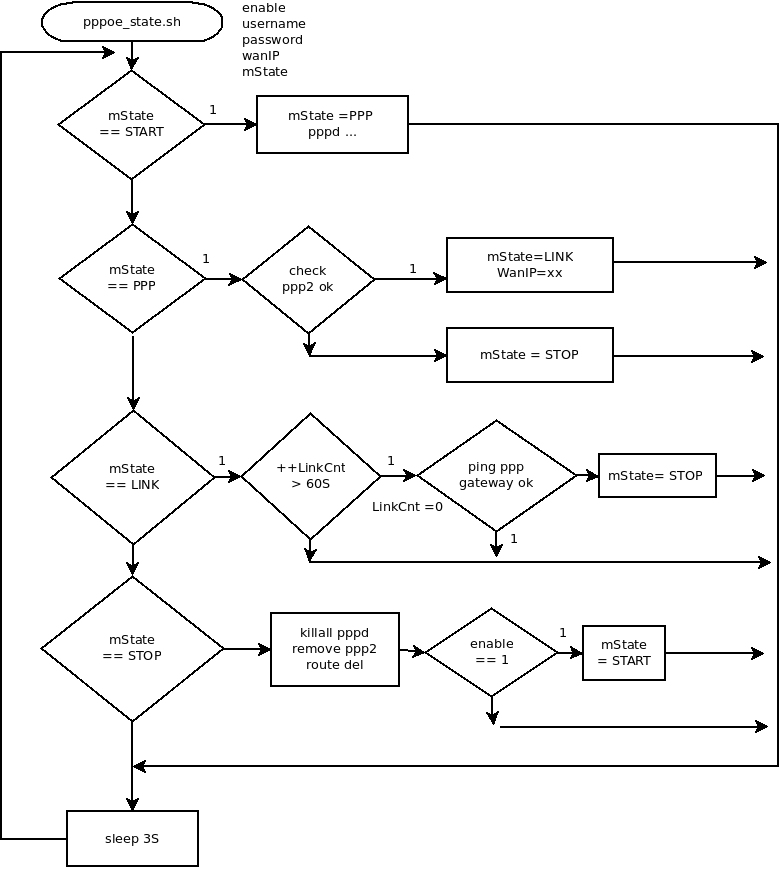 pppoe_state.sh
enable
username
password
wanIP
mState
mState
== START
1
mState =PPP
pppd ...
mState
== PPP
1
check
ppp2 ok
1
mState=LINK
WanIP=xx
mState = STOP
mState
== LINK
1
++LinkCnt
> 60S
1
LinkCnt =0
ping ppp
gateway ok
mState= STOP
1
mState
== STOP
killall pppd
remove ppp2
route del
enable
== 1
1
mState
= START
sleep 3S